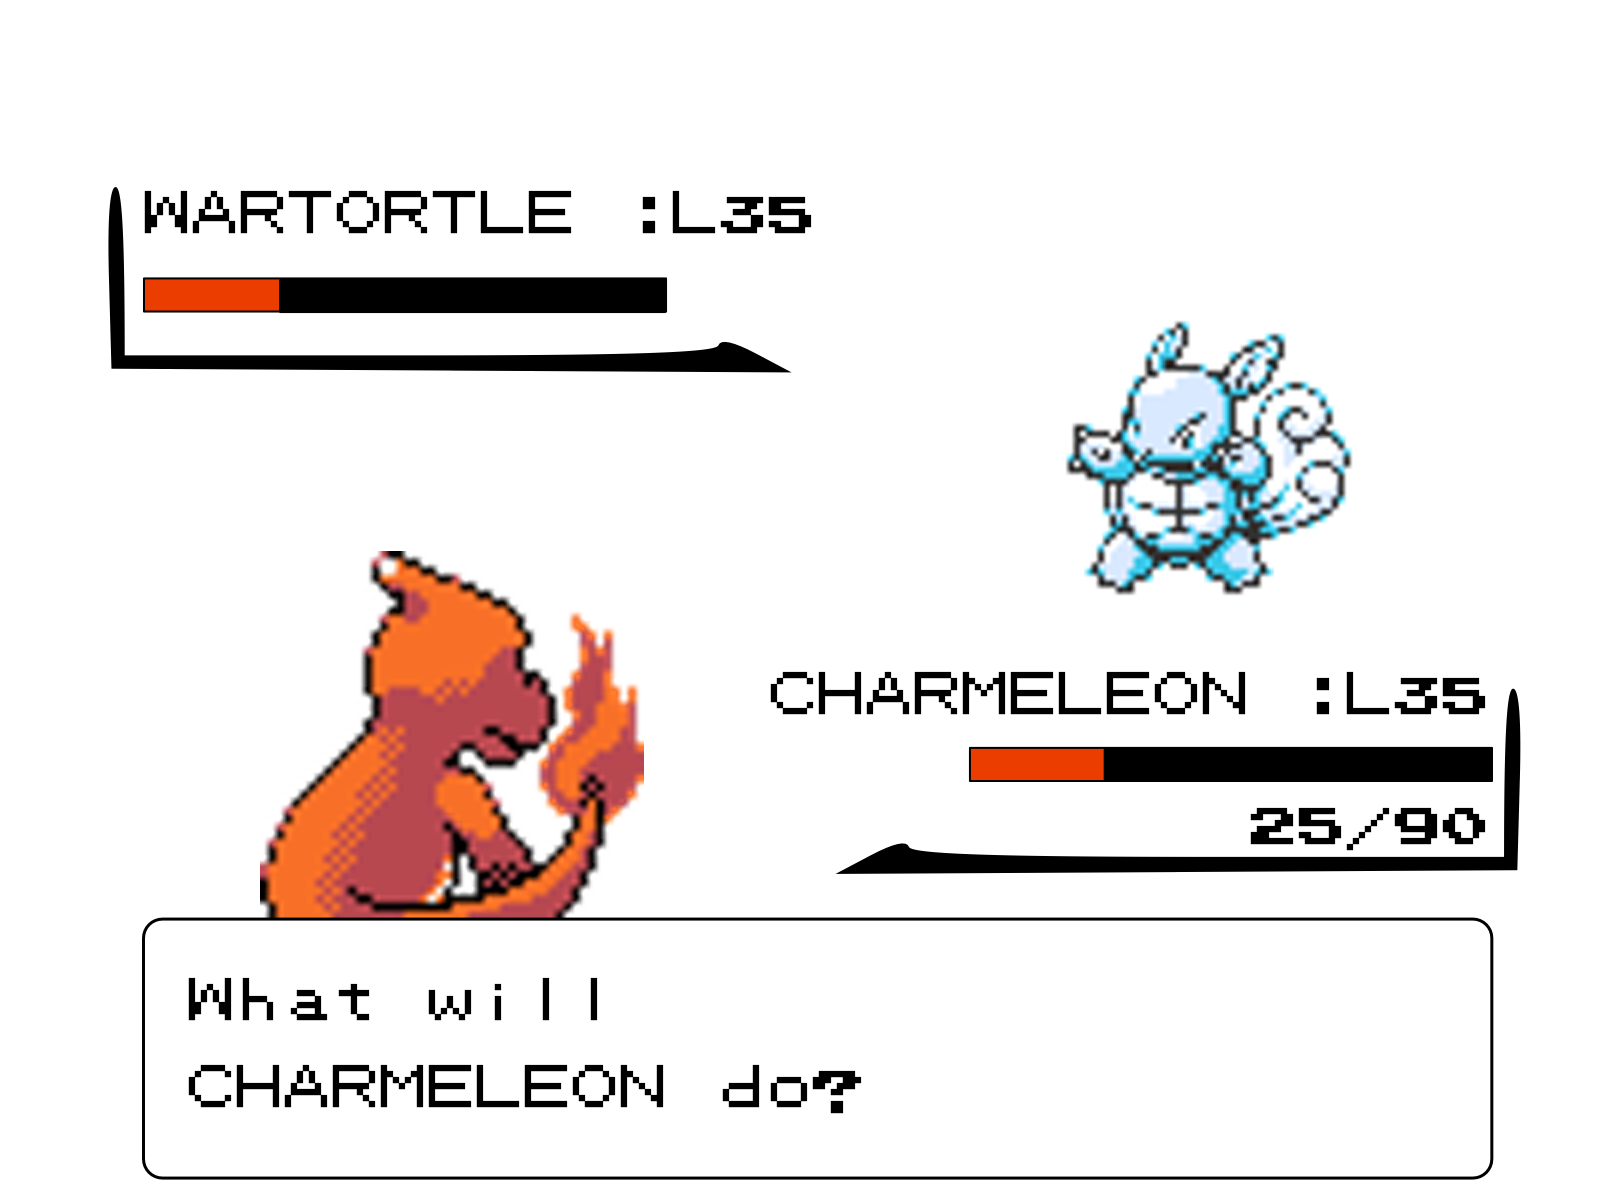 WARTORTLE :L35
CHARMELEON :L35
25/90
What will
CHARMELEON do?